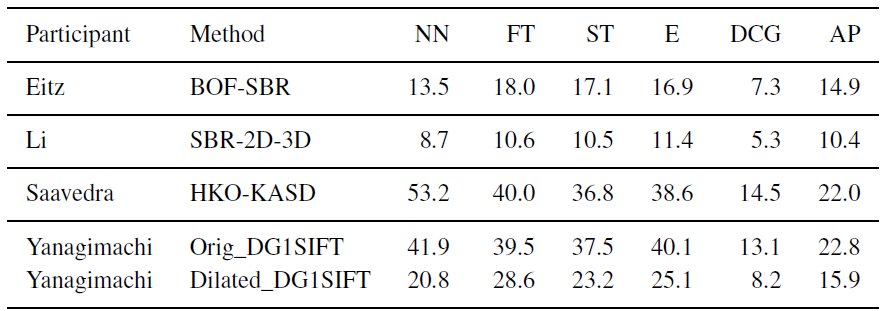 Participant Method NN FT ST E DCG AP
Eitz BOF-SBR 13.5 18.0 17.1 16.9 7.3 14.9
Li SBR-2D-3D 8.7 10.6 10.5 11.4 5.3 10.4
Saavedra HKO-KASD 53.2 40.0 36.8 38.6 14.5 22.0
Yanagimachi Orig_DG1SIFT 41.9 39.5 37.5 40.1 13.1 22.8
Yanagimachi Dilated_DG1SIFT 20.8 28.6 23.2 25.1 8.2 15.9